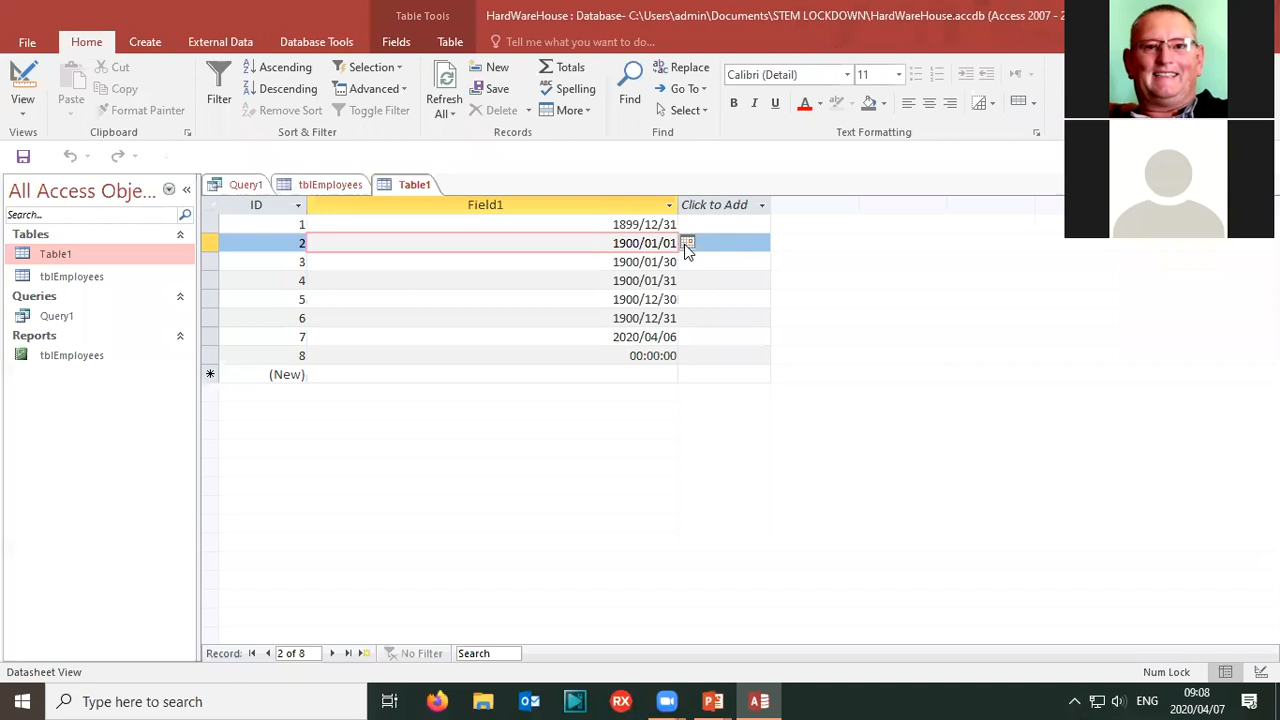 Table Tools
HardWareHouse : Database- C:\Users\admin\Documents\STEM LOCKDOWN\HardWareHouse.accdb (Access 2007 - 2
File Home Create External Data Database Tools Fields Table Tell me what you want to do...
View
Views
Paste
Cut
Copy
Format Painter
Clipboard
Filter
Ascending
Descending
Remove Sort
Selection
Advanced
Toggle Filter
Sort & Filter
Refresh
All
New
Save
Delete
Totals
Spelling
More
Records
Find
Replace
Go To
Select
Find
Calibri (Detail) 11
B I U A
Text Formatting
All Access Obje...
Search...
Tables
Table1
tblEmployees
Queries
Query1
Reports
tblEmployees
Query1 tblEmployees Table1
ID Field1 Click to Add
1 1899/12/31
2 1900/01/01
3 1900/01/30
4 1900/01/31
5 1900/12/30
6 1900/12/31
7 2020/04/06
8 00:00:00
(New)
Record: 2 of 8 No Filter Search
Datasheet View Num Lock
Type here to search
RX
ENG
09:08
2020/04/07